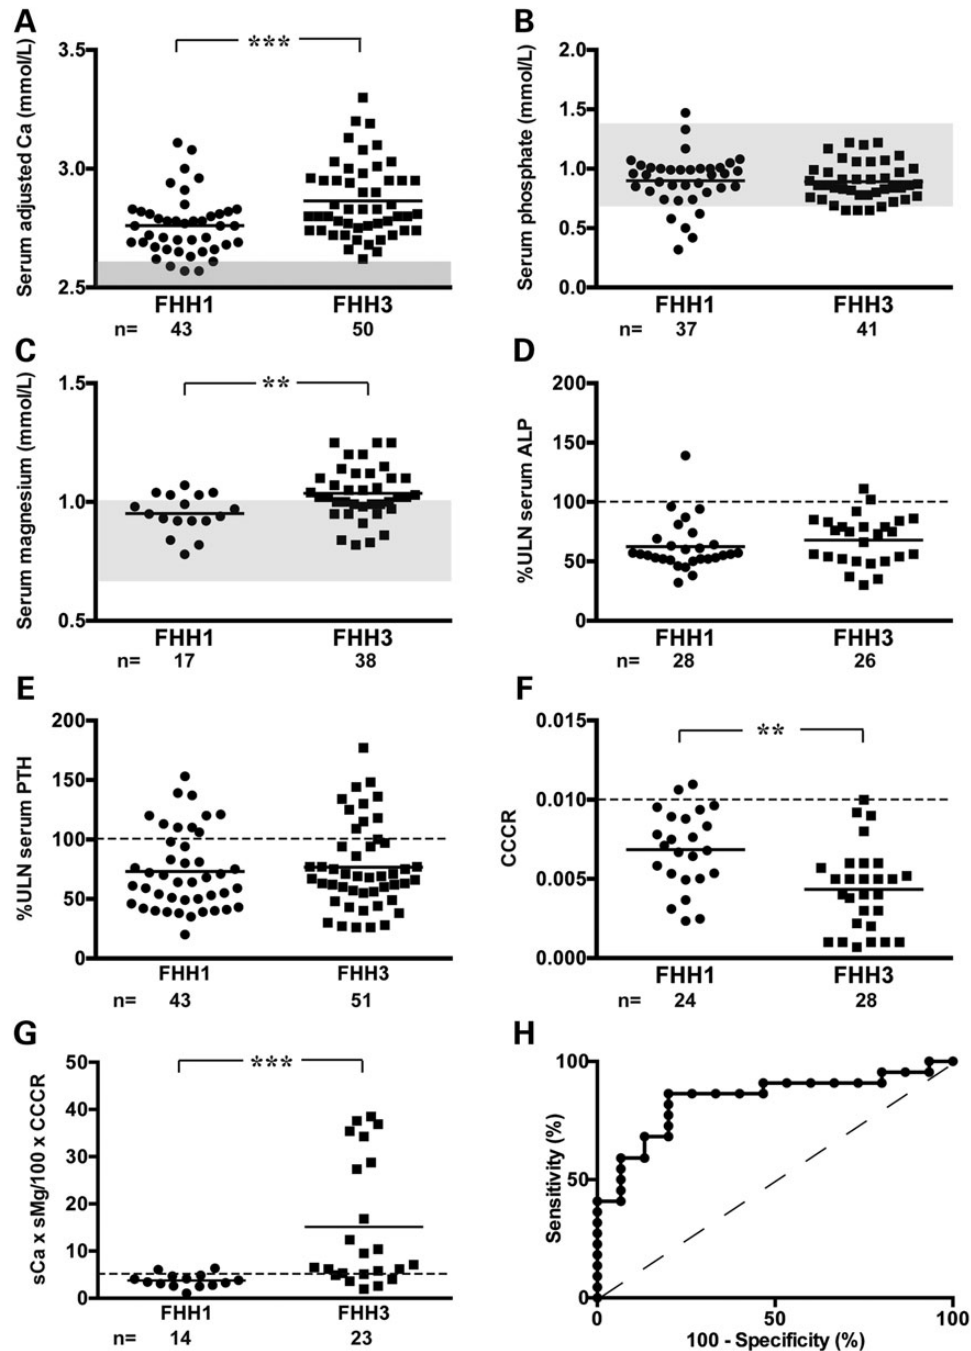 A
Serum adjusted Ca (mmol/L)
3.5
3.0
2.5
***
FHH1 FHH3
n= 43 50
B
Serum phosphate (mmol/L)
2.0
1.5
1.0
0.5
0.0
FHH1 FHH3
n= 37 41
C
Serum magnesium (mmol/L)
1.5
1.0
0.5
**
FHH1 FHH3
n= 17 38
D
%ULN serum ALP
200
150
100
50
0
FHH1 FHH3
n= 28 26
E
%ULN serum PTH
200
150
100
50
0
FHH1 FHH3
n= 43 51
F
CCCR
0.015
0.010
0.005
0.000
**
FHH1 FHH3
n= 24 28
G
sCa x sMg/100 x CCCR
50
40
30
20
10
0
***
FHH1 FHH3
n= 14 23
H
Sensitivity (%)
100
50
0
0 50 100
100 - Specificity (%)